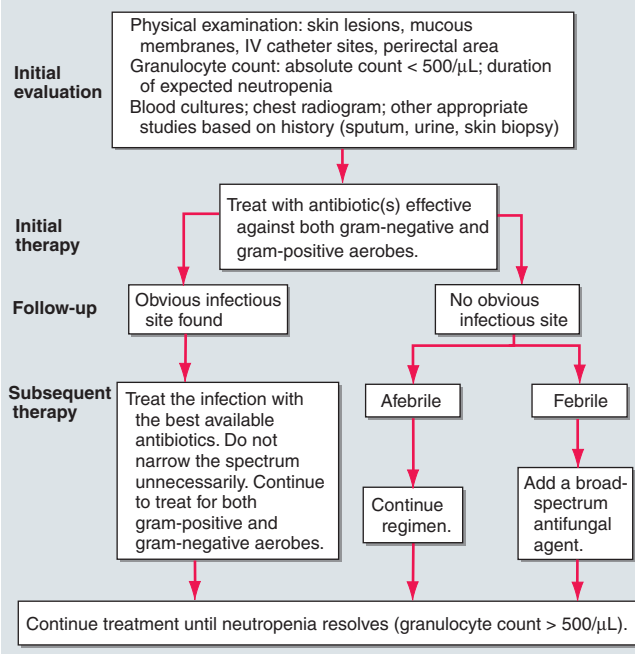 Initial
evaluation
Physical examination: skin lesions, mucous
membranes, IV catheter sites, perirectal area
Granulocyte count: absolute count < 500/μL; duration
of expected neutropenia
Blood cultures; chest radiogram; other appropriate
studies based on history (sputum, urine, skin biopsy)
Initial
therapy
Treat with antibiotic(s) effective
against both gram-negative and
gram-positive aerobes.
Follow-up
Obvious infectious
site found
No obvious
infectious site
Subsequent
therapy
Treat the infection with
the best available
antibiotics. Do not
narrow the spectrum
unnecessarily. Continue
to treat for both
gram-positive and
gram-negative aerobes.
Afebrile
Febrile
Continue
regimen.
Add a broad-
spectrum
antifungal
agent.
Continue treatment until neutropenia resolves (granulocyte count > 500/μL).